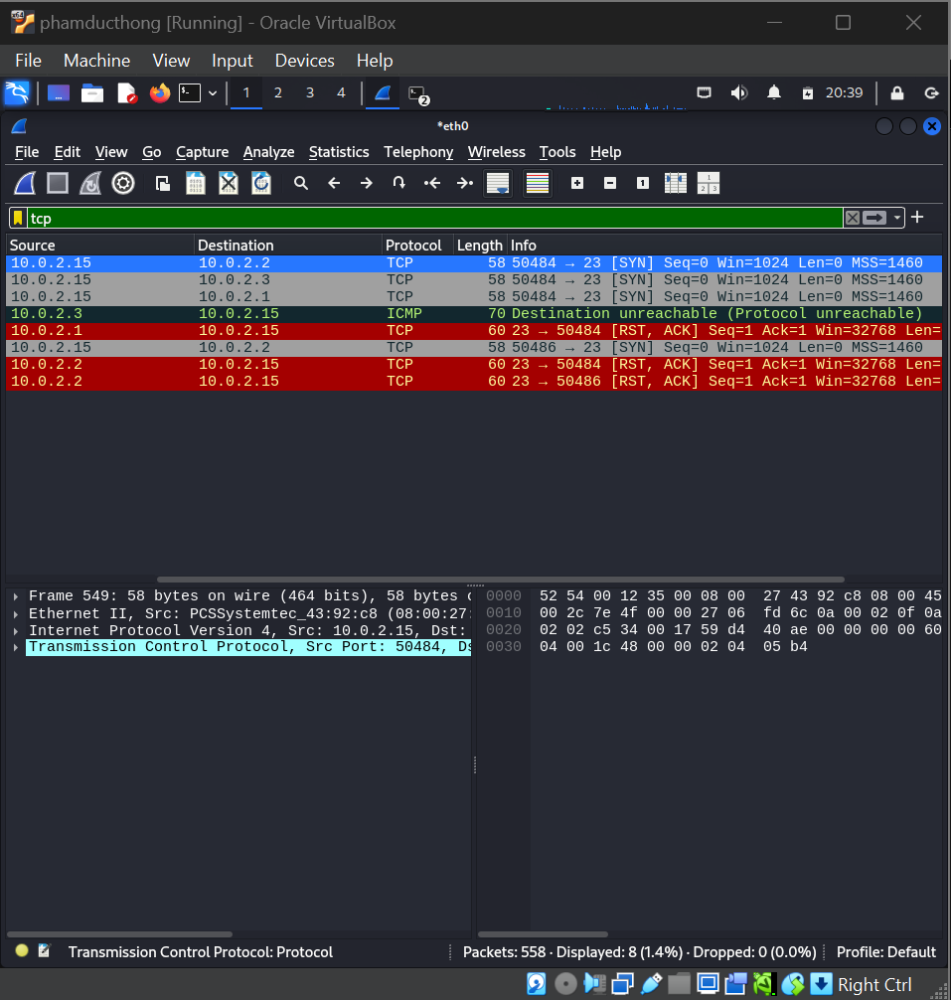 phamducthong [Running] - Oracle VirtualBox
File Machine View Input Devices Help
1 2 3 4 2 20:39
*eth0
File Edit View Go Capture Analyze Statistics Telephony Wireless Tools Help
tcp
Source Destination Protocol Length Info
10.0.2.15 10.0.2.2 TCP 58 50484 → 23 [SYN] Seq=0 Win=1024 Len=0 MSS=1460
10.0.2.15 10.0.2.3 TCP 58 50484 → 23 [SYN] Seq=0 Win=1024 Len=0 MSS=1460
10.0.2.15 10.0.2.1 TCP 58 50484 → 23 [SYN] Seq=0 Win=1024 Len=0 MSS=1460
10.0.2.3 10.0.2.15 ICMP 70 Destination unreachable (Protocol unreachable)
10.0.2.1 10.0.2.15 TCP 60 23 → 50484 [RST, ACK] Seq=1 Ack=1 Win=32768 Len=
10.0.2.15 10.0.2.2 TCP 58 50486 → 23 [SYN] Seq=0 Win=1024 Len=0 MSS=1460
10.0.2.2 10.0.2.15 TCP 60 23 → 50484 [RST, ACK] Seq=1 Ack=1 Win=32768 Len=
10.0.2.2 10.0.2.15 TCP 60 23 → 50486 [RST, ACK] Seq=1 Ack=1 Win=32768 Len=
Frame 549: 58 bytes on wire (464 bits), 58 bytes c
Ethernet II, Src: PCSSystemtec_43:92:c8 (08:00:27:
Internet Protocol Version 4, Src: 10.0.2.15, Dst:
Transmission Control Protocol, Src Port: 50484, Ds
0000 52 54 00 12 35 00 08 00 27 43 92 c8 08 00 45
0010 00 2c 7e 4f 00 00 27 06 fd 6c 0a 00 02 0f 0a
0020 02 02 c5 34 00 17 59 d4 40 ae 00 00 00 00 60
0030 04 00 1c 48 00 00 02 04 05 b4
Transmission Control Protocol: Protocol Packets: 558 · Displayed: 8 (1.4%) · Dropped: 0 (0.0%) Profile: Default
Right Ctrl